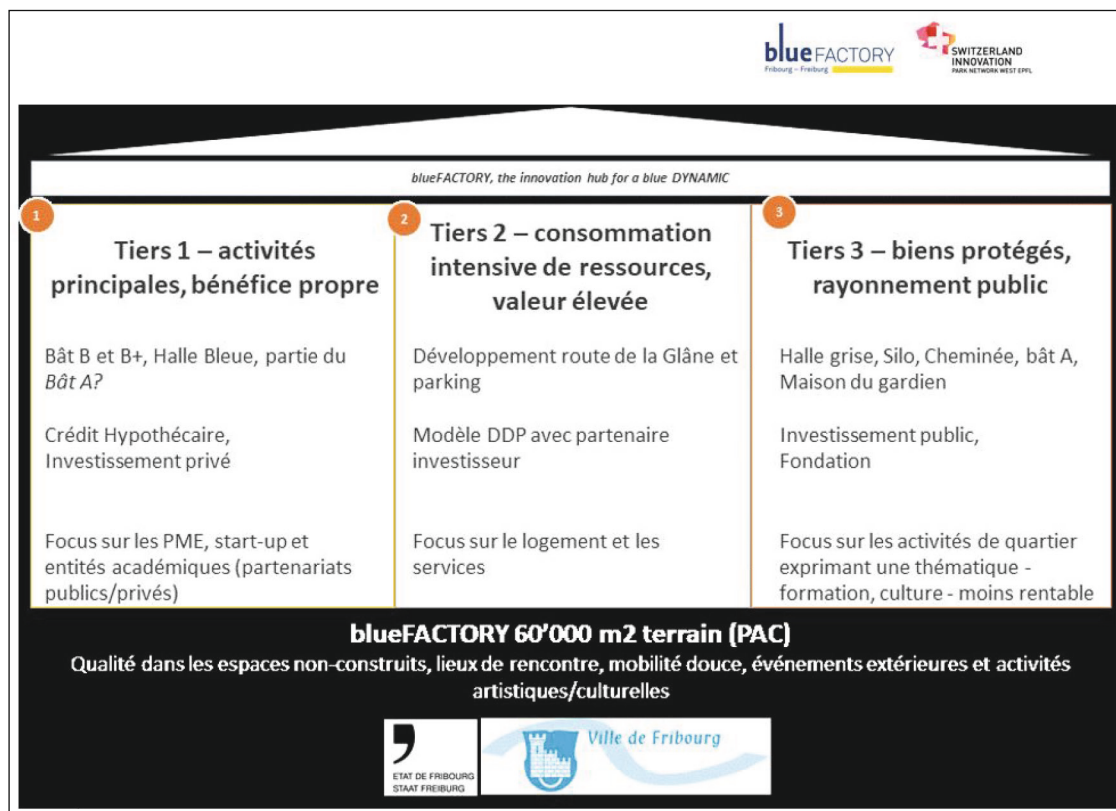 blueFACTORY
Fribourg – Freiburg
SWITZERLAND
INNOVATION
PARK NETWORK WEST EPFL
blueFACTORY, the innovation hub for a blue DYNAMIC
1
Tiers 1 – activités
principales, bénéfice propre
Bât B et B+, Halle Bleue, partie du
Bât A?
Crédit Hypothécaire,
Investissement privé
Focus sur les PME, start-up et
entités académiques (partenariats
publics/privés)
2
Tiers 2 – consommation
intensive de ressources,
valeur élevée
Développement route de la Glâne et
parking
Modèle DDP avec partenaire
investisseur
Focus sur le logement et les
services
3
Tiers 3 – biens protégés,
rayonnement public
Halle grise, Silo, Cheminée, bât A,
Maison du gardien
Investissement public,
Fondation
Focus sur les activités de quartier
exprimant une thématique -
formation, culture - moins rentable
blueFACTORY 60’000 m2 terrain (PAC)
Qualité dans les espaces non-construits, lieux de rencontre, mobilité douce, événements extérieures et activités
artistiques/culturelles
ETAT DE FRIBOURG
STAAT FREIBURG
Ville de Fribourg